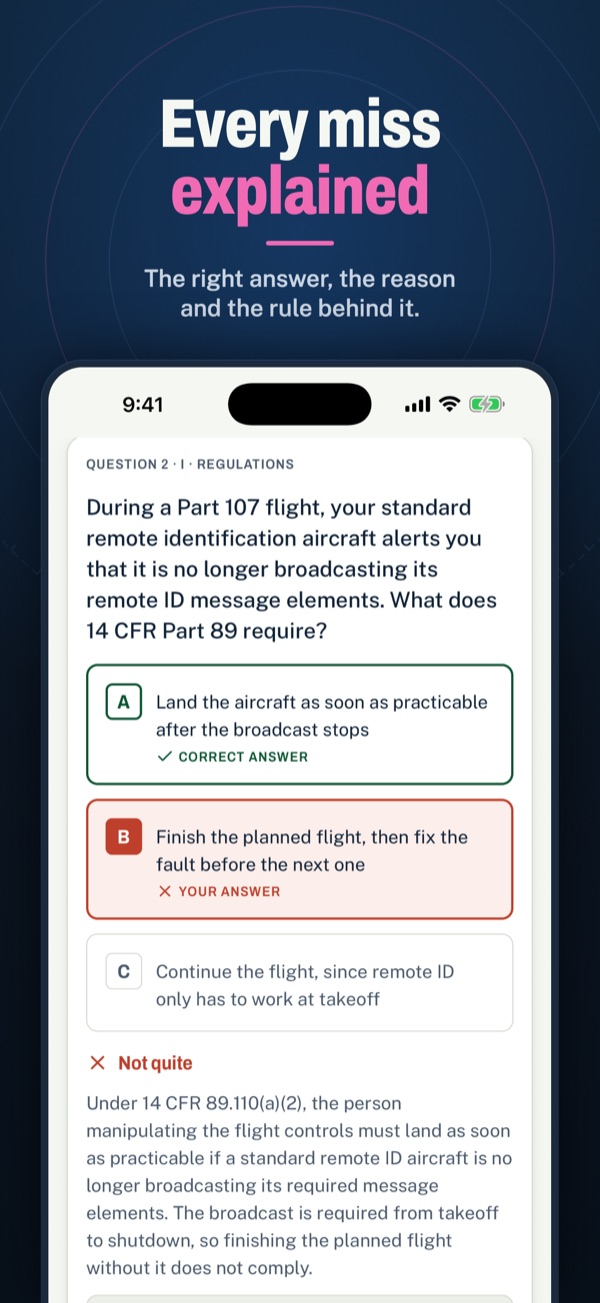 Every miss
explained
The right answer, the reason
and the rule behind it.
9:41
QUESTION 2 · I · REGULATIONS
During a Part 107 flight, your standard
remote identification aircraft alerts you
that it is no longer broadcasting its
remote ID message elements. What does
14 CFR Part 89 require?
A Land the aircraft as soon as practicable
after the broadcast stops
✓ CORRECT ANSWER
B Finish the planned flight, then fix the
fault before the next one
✕ YOUR ANSWER
C Continue the flight, since remote ID
only has to work at takeoff
✕ Not quite
Under 14 CFR 89.110(a)(2), the person
manipulating the flight controls must land as soon
as practicable if a standard remote ID aircraft is no
longer broadcasting its required message
elements. The broadcast is required from takeoff
to shutdown, so finishing the planned flight
without it does not comply.